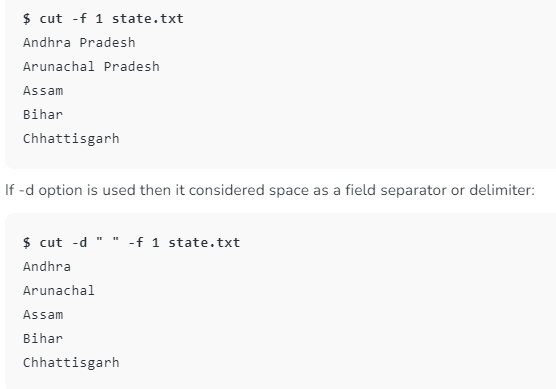 $ cut -f 1 state.txt
Andhra Pradesh
Arunachal Pradesh
Assam
Bihar
Chhattisgarh
If -d option is used then it considered space as a field separator or delimiter:
$ cut -d " " -f 1 state.txt
Andhra
Arunachal
Assam
Bihar
Chhattisgarh